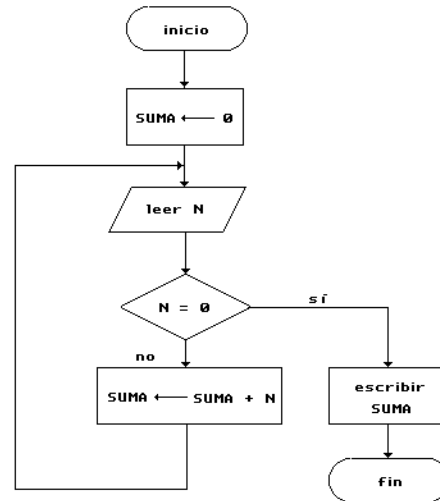 inicio
SUMA ⟵ 0
leer N
N = 0
sí
no
SUMA ⟵ SUMA + N
escribir
SUMA
fin